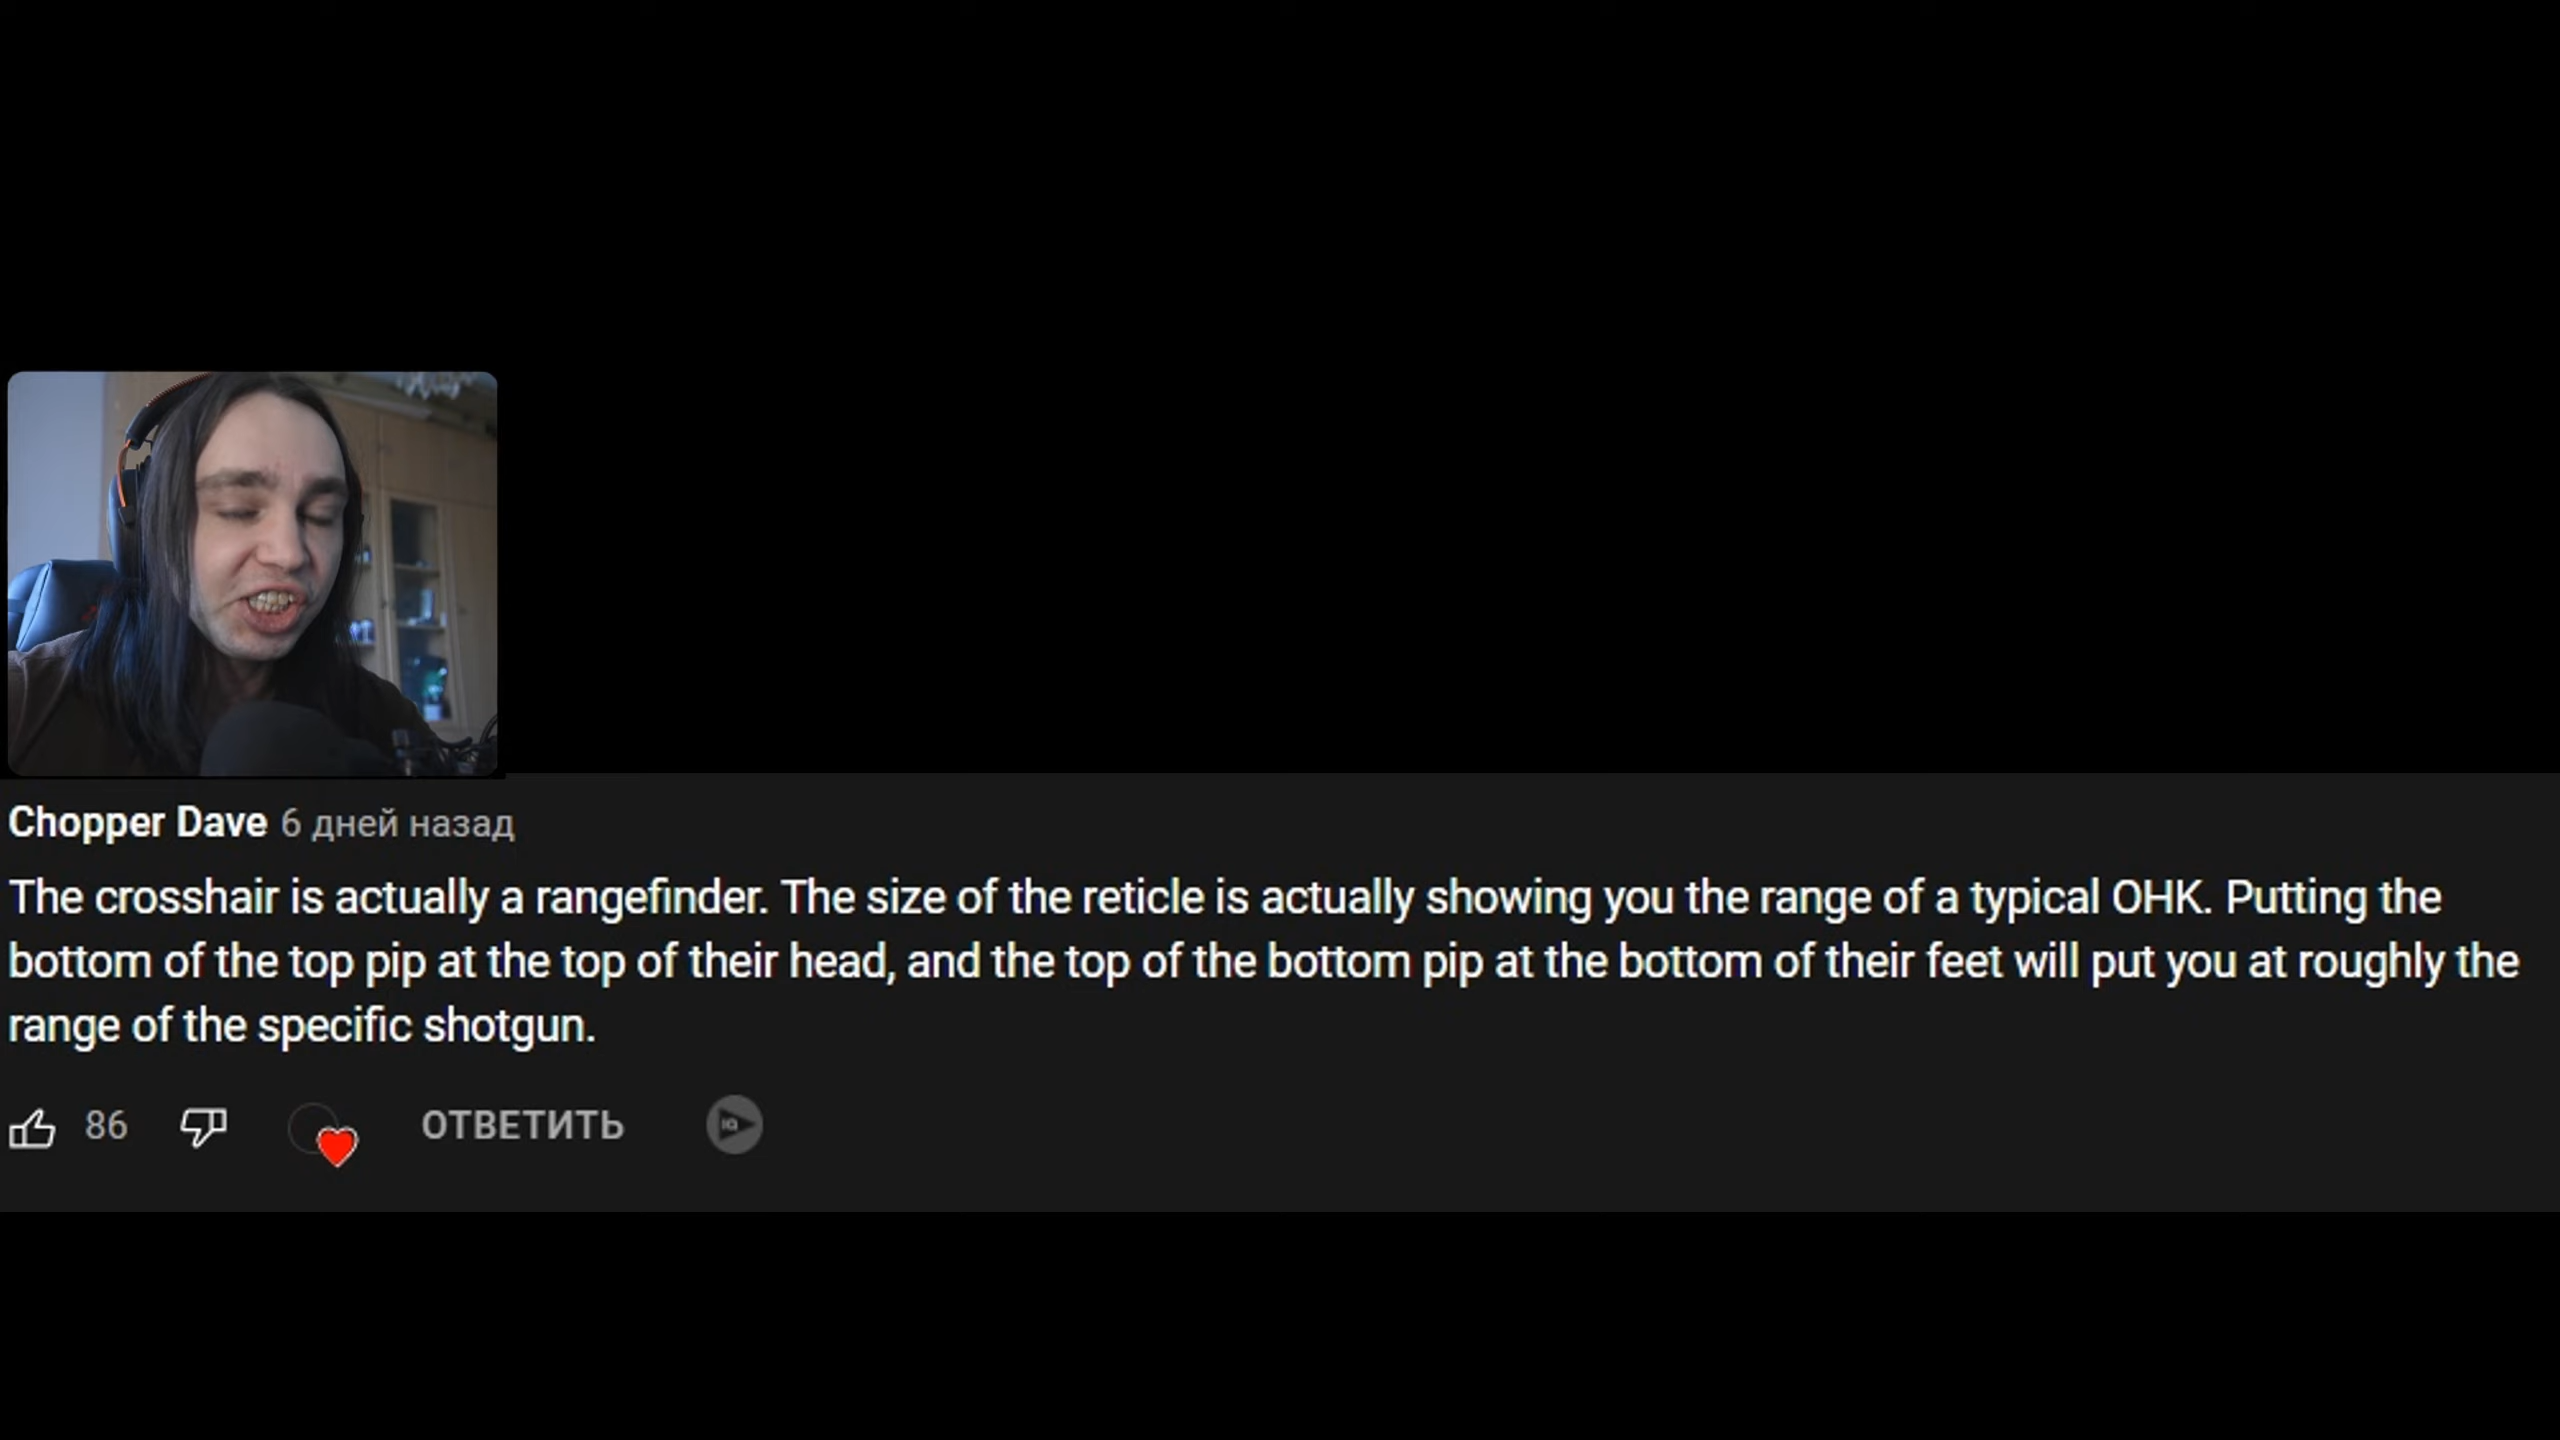 Chopper Dave 6 дней назад
The crosshair is actually a rangefinder. The size of the reticle is actually showing you the range of a typical OHK. Putting the
bottom of the top pip at the top of their head, and the top of the bottom pip at the bottom of their feet will put you at roughly the
range of the specific shotgun.
86 ОТВЕТИТЬ IQ